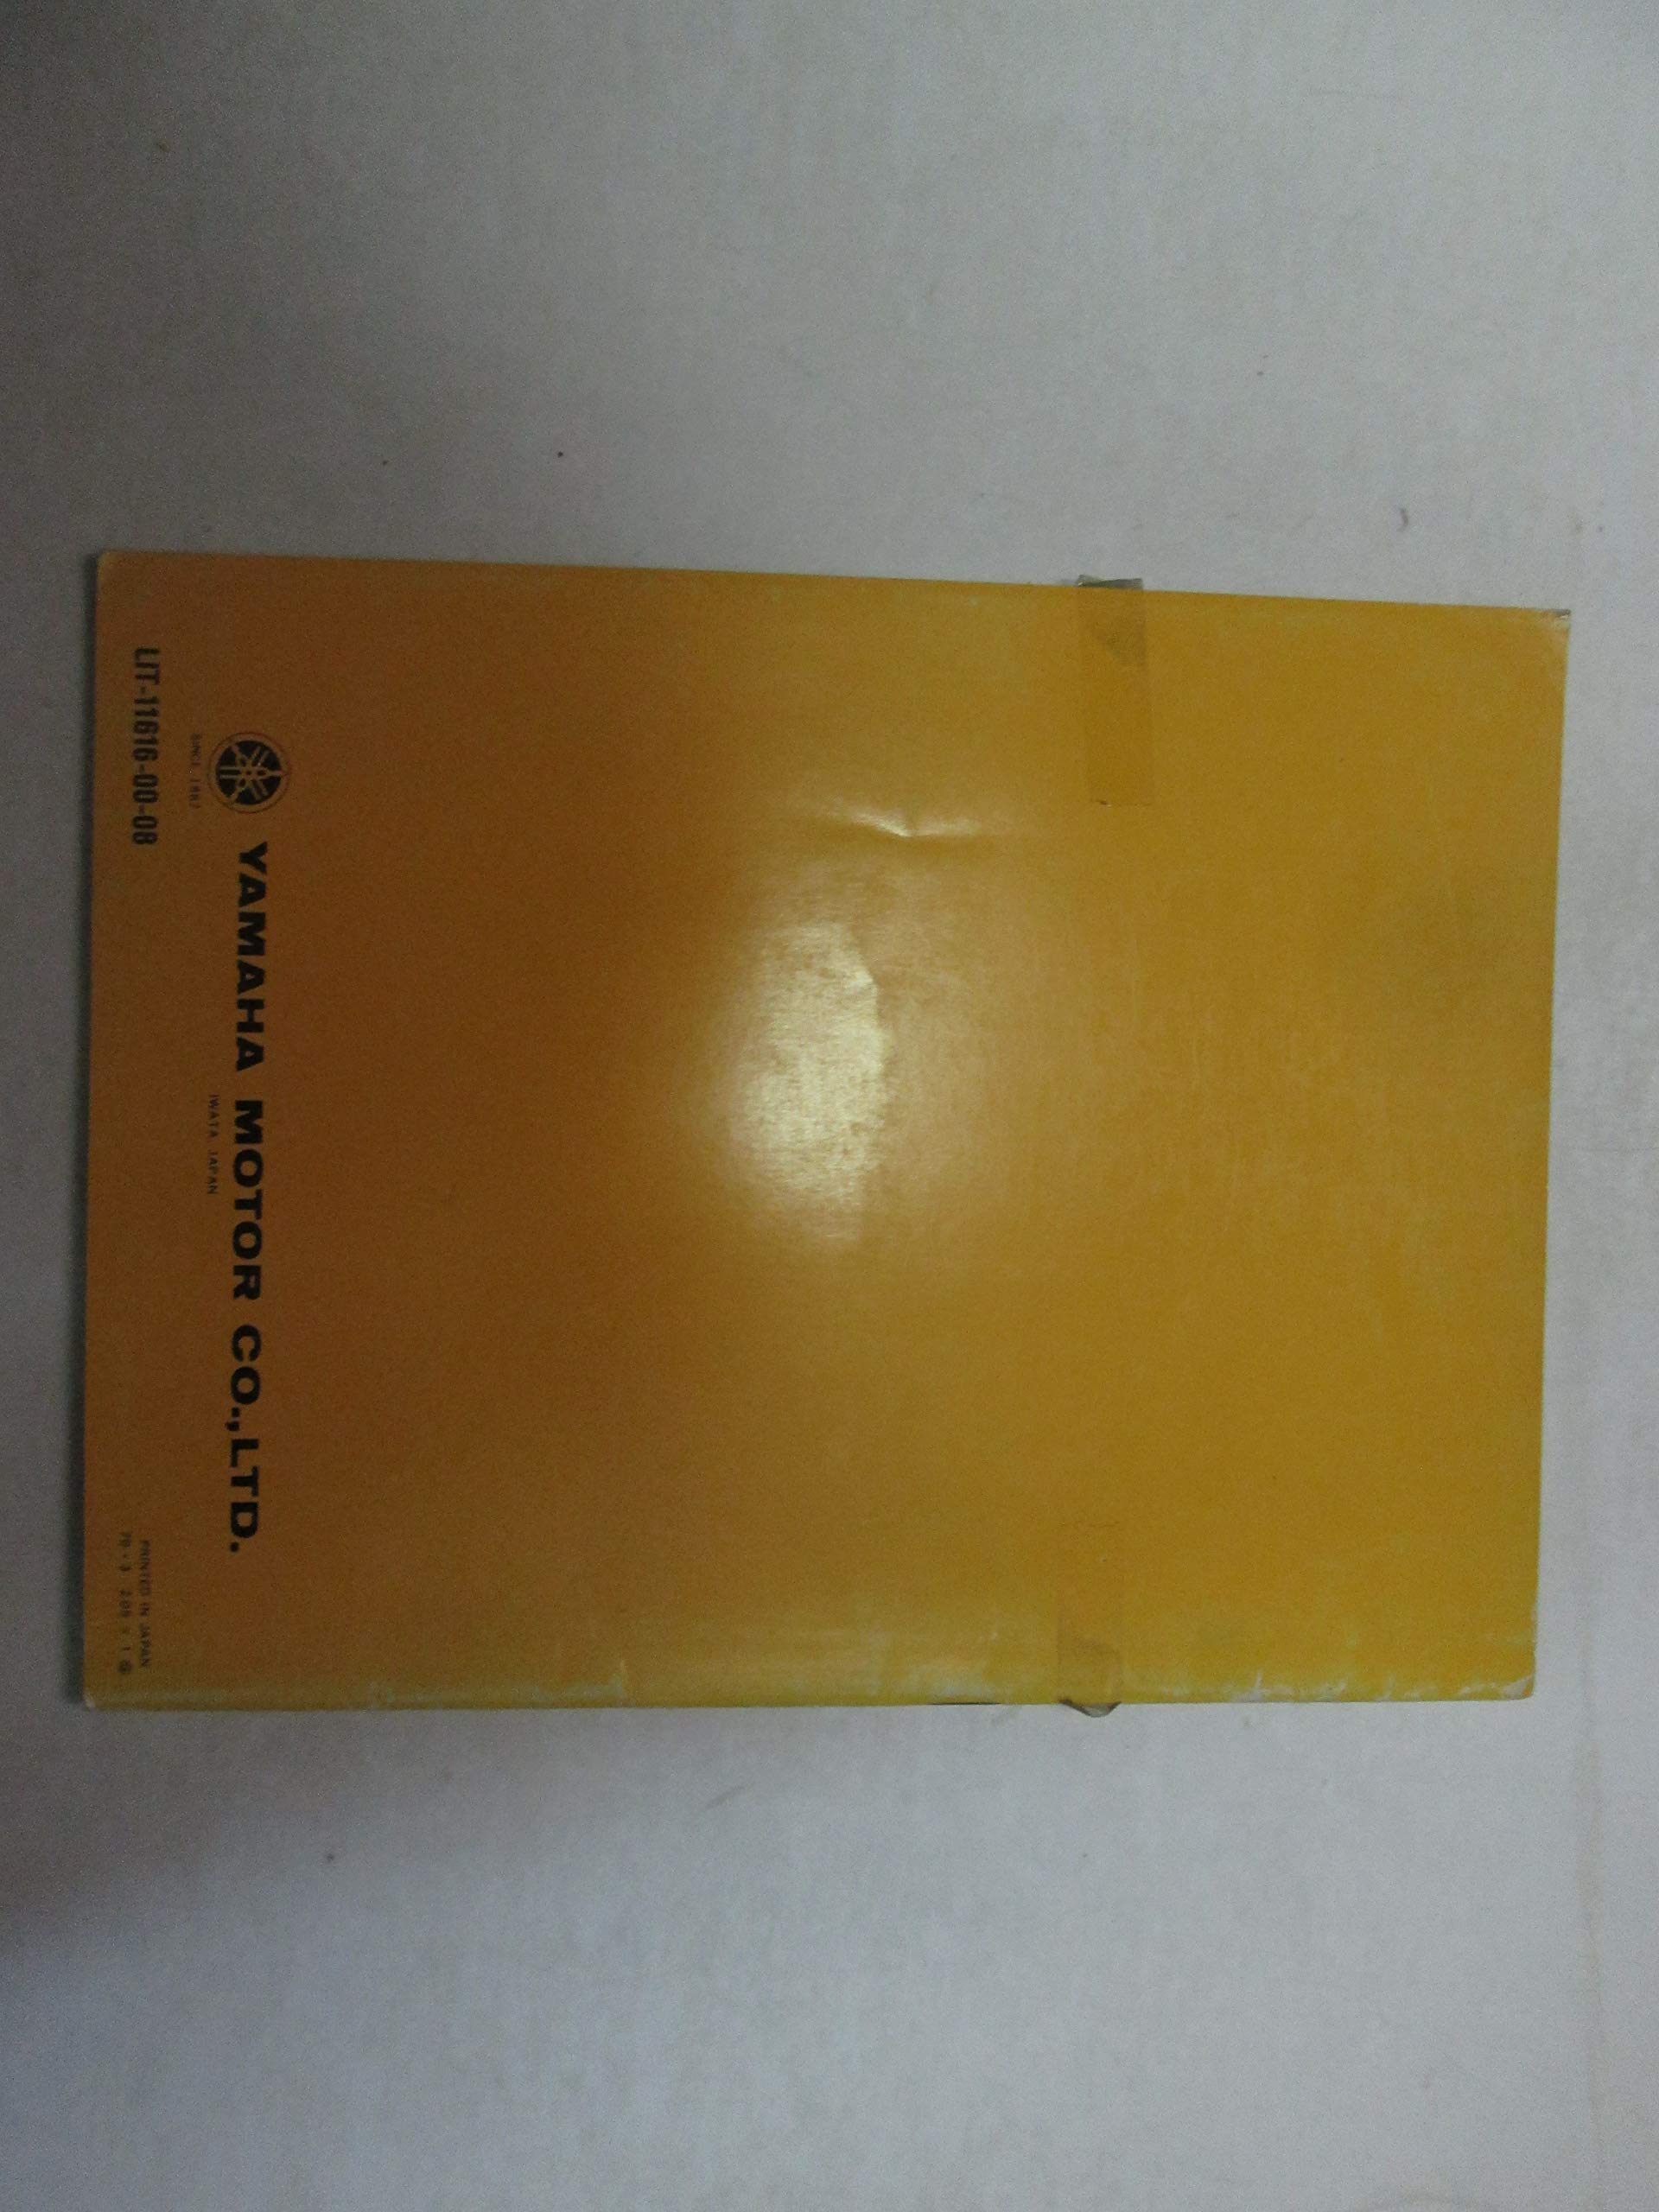 YAMAHA MOTOR CO.,LTD.
SINCE 1887
IWATA JAPAN
LIT-11616-00-08
PRINTED IN JAPAN